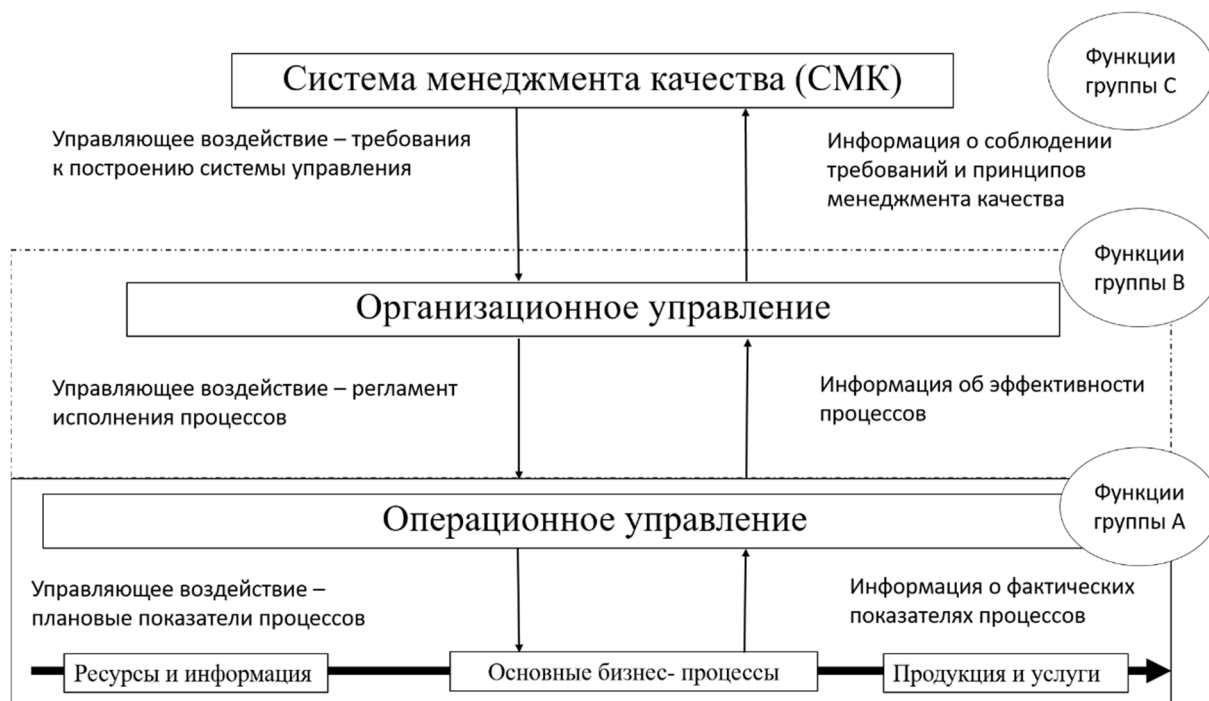 Функции
группы С
Система менеджмента качества (СМК)
Управляющее воздействие – требования
к построению системы управления
Информация о соблюдении
требований и принципов
менеджмента качества
Функции
группы В
Организационное управление
Управляющее воздействие – регламент
исполнения процессов
Информация об эффективности
процессов
Функции
группы А
Операционное управление
Управляющее воздействие –
плановые показатели процессов
Информация о фактических
показателях процессов
Ресурсы и информация
Основные бизнес- процессы
Продукция и услуги